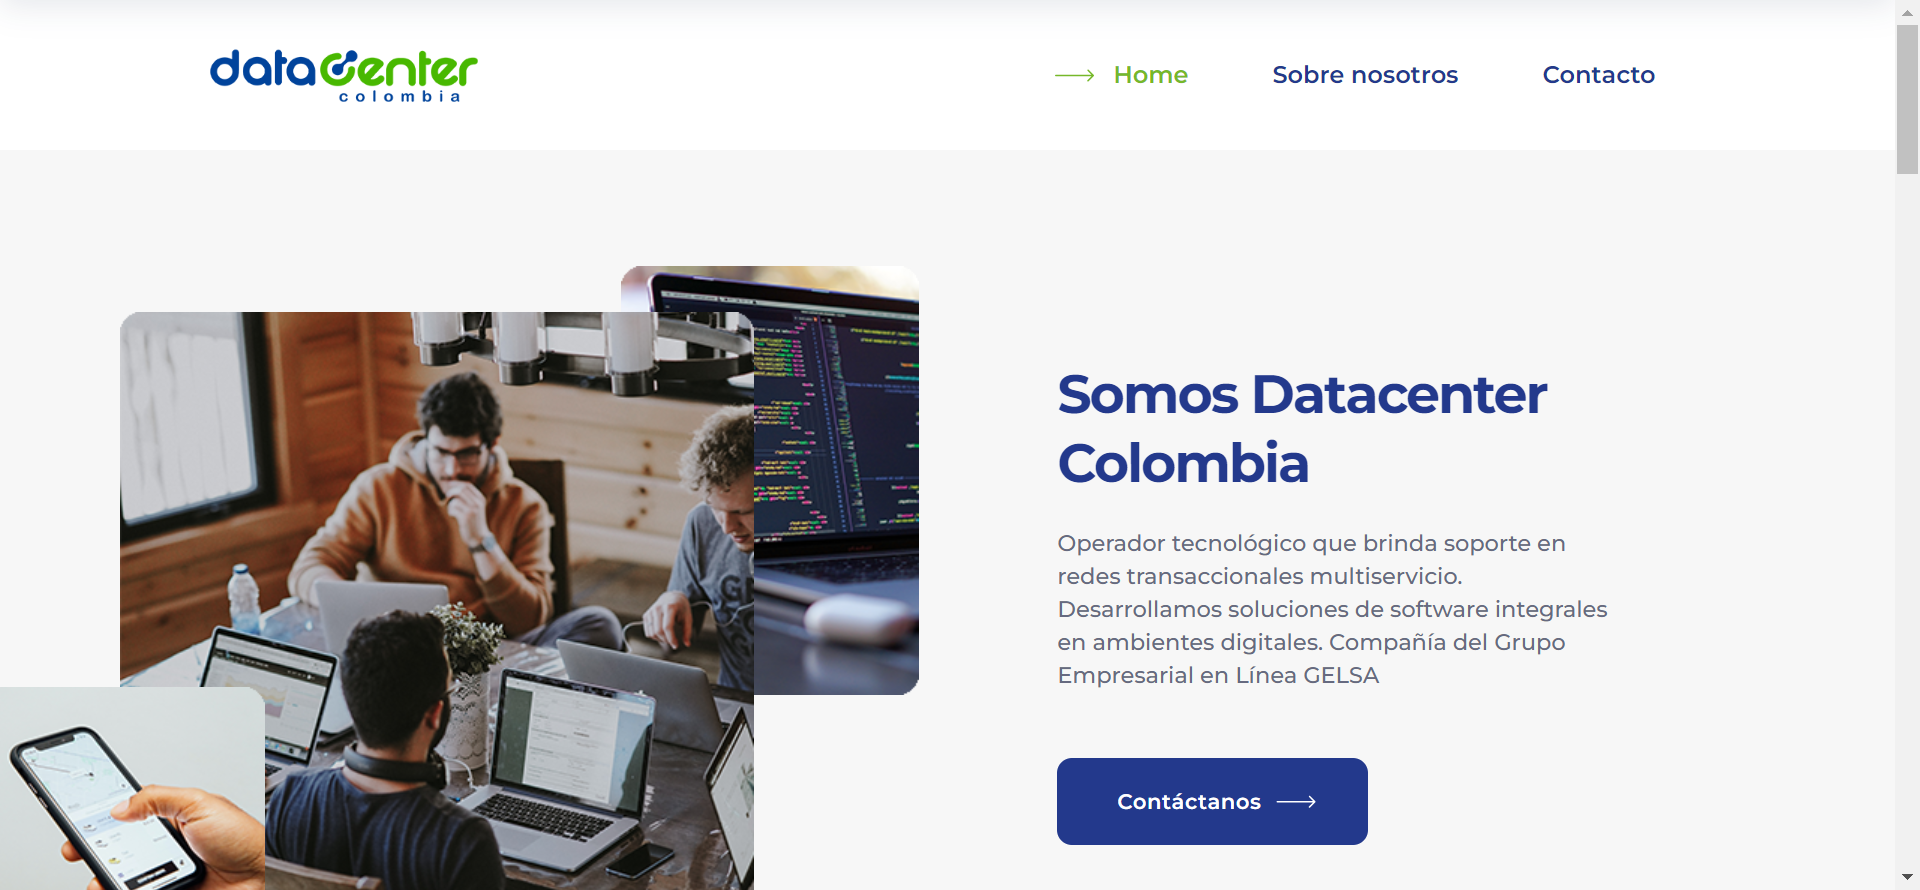 datacenter
colombia
Home
Sobre nosotros
Contacto
Somos Datacenter
Colombia
Operador tecnológico que brinda soporte en
redes transaccionales multiservicio.
Desarrollamos soluciones de software integrales
en ambientes digitales. Compañía del Grupo
Empresarial en Línea GELSA
Contáctanos